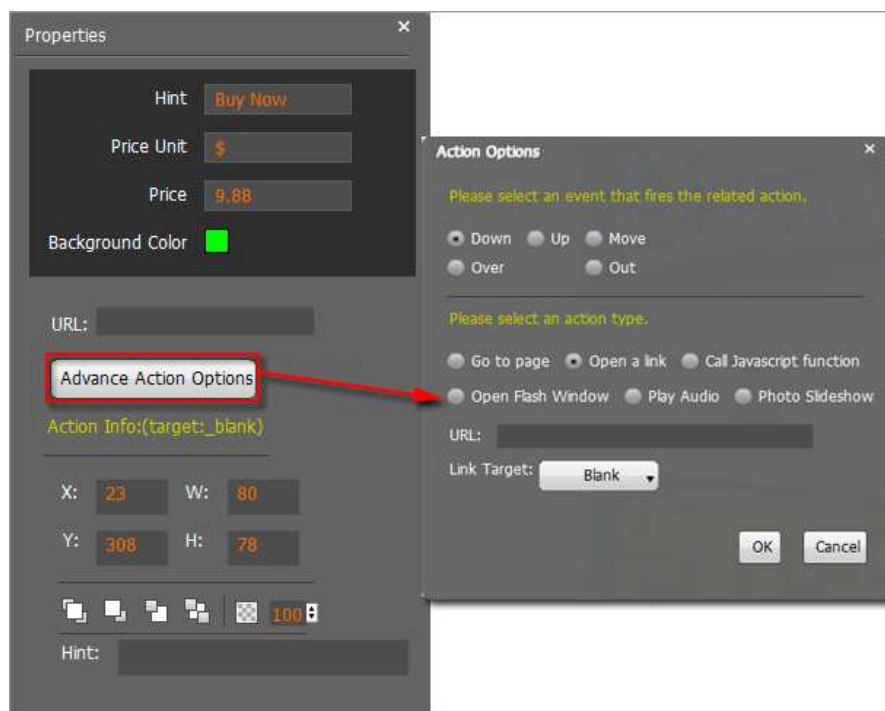 Properties
Hint Buy Now
Price Unit $
Price 9.88
Background Color
URL:
Advance Action Options
Action Info:(target:_blank)
X: 23 W: 80
Y: 308 H: 78
100
Hint:
Action Options
Please select an event that fires the related action.
Down Up Move
Over Out
Please select an action type.
Go to page Open a link Call Javascript function
Open Flash Window Play Audio Photo Slideshow
URL:
Link Target: Blank
OK Cancel